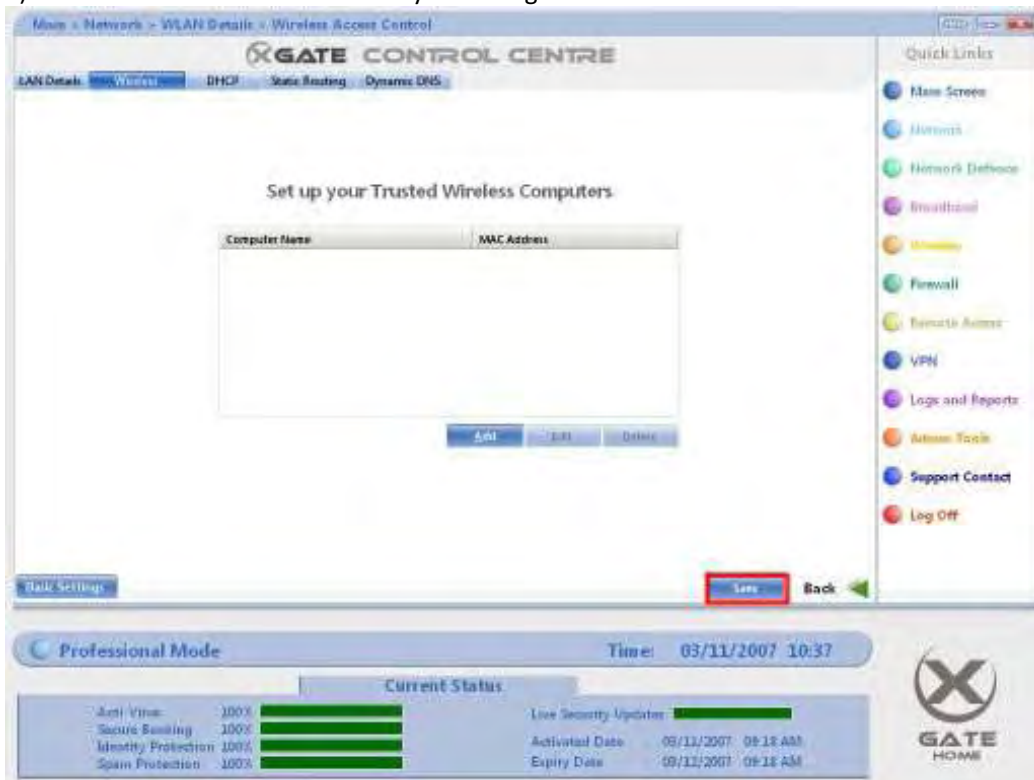 Main » Network » WLAN Details » Wireless Access Control
XGATE CONTROL CENTRE
LAN Details Wireless DHCP Static Routing Dynamic DNS
Set up your Trusted Wireless Computers
Computer Name MAC Address
Add Edit Delete
Basic Settings Save Back
Quick Links
Main Screen
Network
Network Defence
Broadband
Wireless
Firewall
Remote Access
VPN
Logs and Reports
Admin Tools
Support Contact
Log Off
Professional Mode Time: 03/11/2007 10:37
Current Status
Anti Virus 100%
Secure Banking 100%
Identity Protection 100%
Spam Protection 100%
Live Security Updates
Activated Date 03/11/2007 09:18 AM
Expiry Date 03/12/2007 09:18 AM
X
GATE
HOME